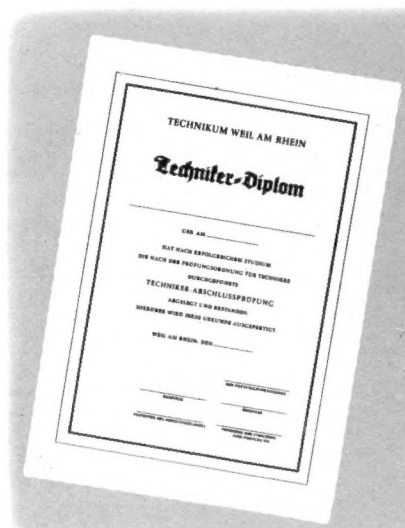 TECHNIKUM WEIL AM RHEIN
Techniker-Diplom
GEB. AM
HAT NACH ERFOLGREICHEM STUDIUM
DIE NACH DER PRÜFUNGSORDNUNG FÜR TECHNIKER
DURCHGEFÜHRTE
TECHNIKER-ABSCHLUSSPRÜFUNG
ABGELEGT UND BESTANDEN
HIERÜBER WIRD DIESE URKUNDE AUSGEFERTIGT.
WEIL AM RHEIN, DEN